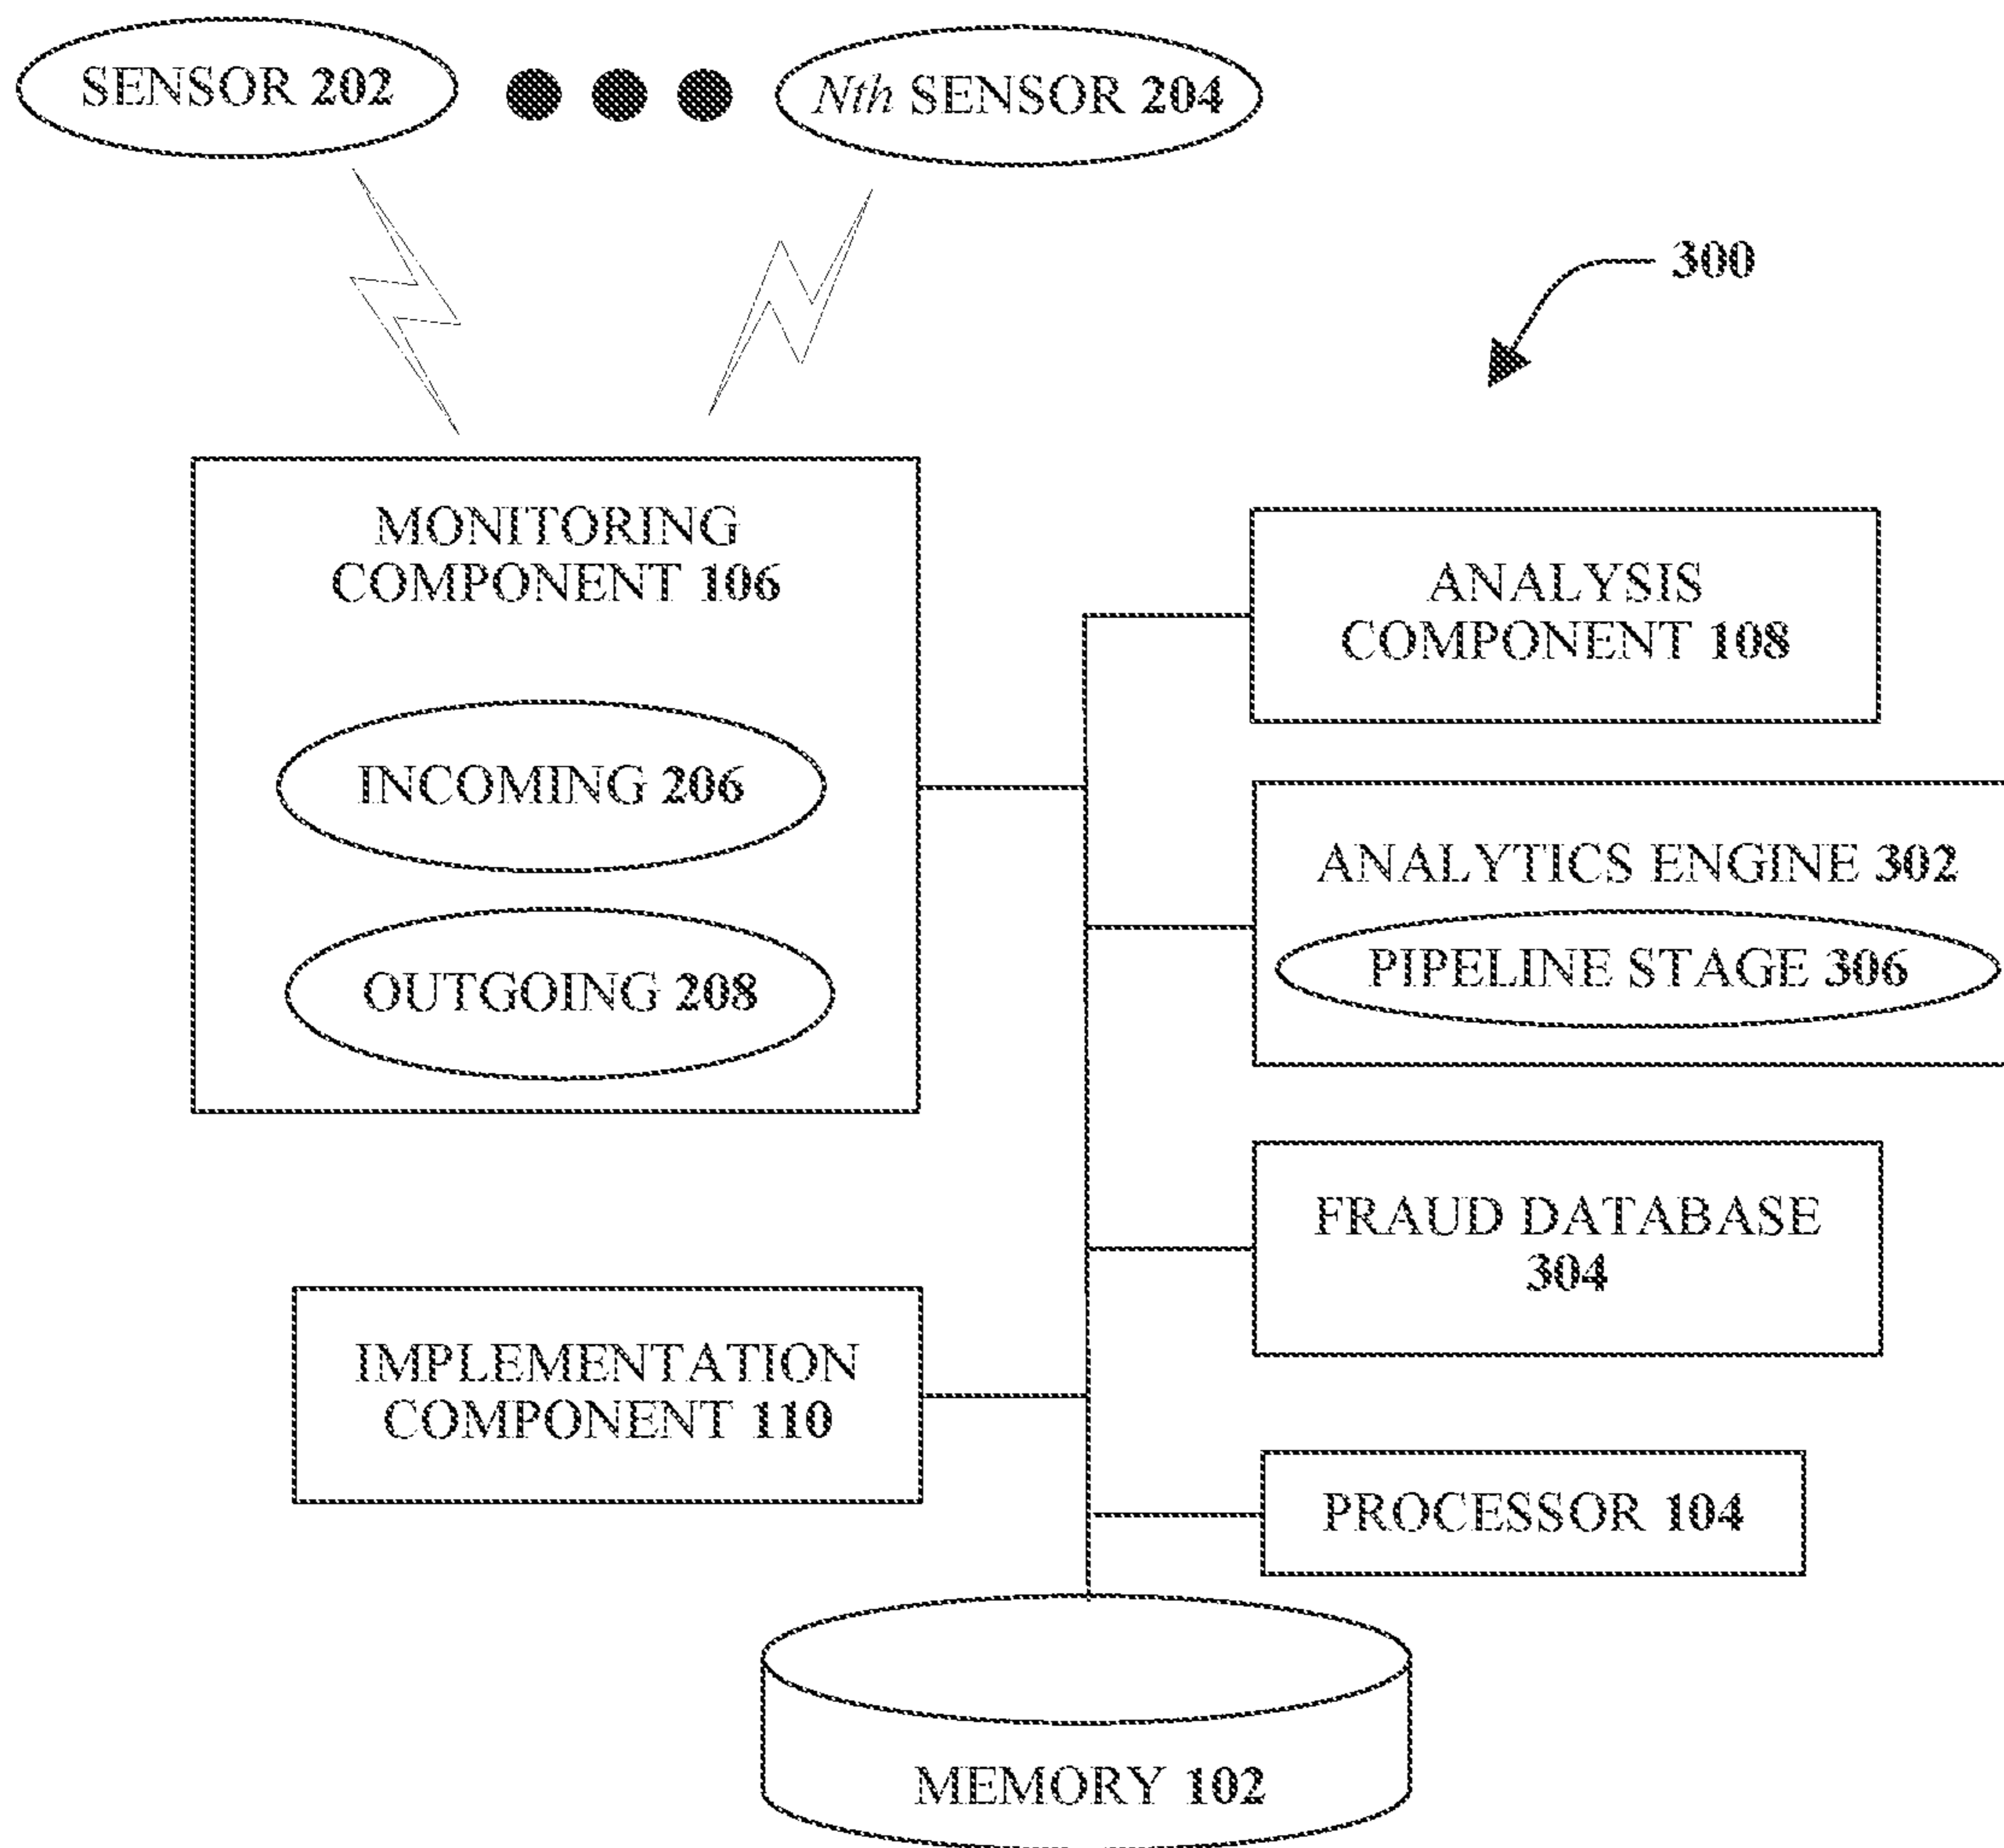 SENSOR 202
Nth SENSOR 204
300
MONITORING
COMPONENT 106
INCOMING 206
OUTGOING 208
ANALYSIS
COMPONENT 108
ANALYTICS ENGINE 302
PIPELINE STAGE 306
FRAUD DATABASE
304
IMPLEMENTATION
COMPONENT 110
PROCESSOR 104
MEMORY 102